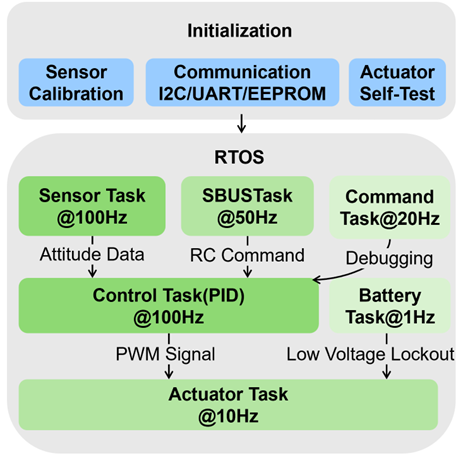 Initialization
Sensor
Calibration
Communication
I2C/UART/EEPROM
Actuator
Self-Test
RTOS
Sensor Task
@100Hz
SBUSTask
@50Hz
Command
Task@20Hz
Attitude Data
RC Command
Debugging
Control Task(PID)
@100Hz
Battery
Task@1Hz
PWM Signal
Low Voltage Lockout
Actuator Task
@10Hz